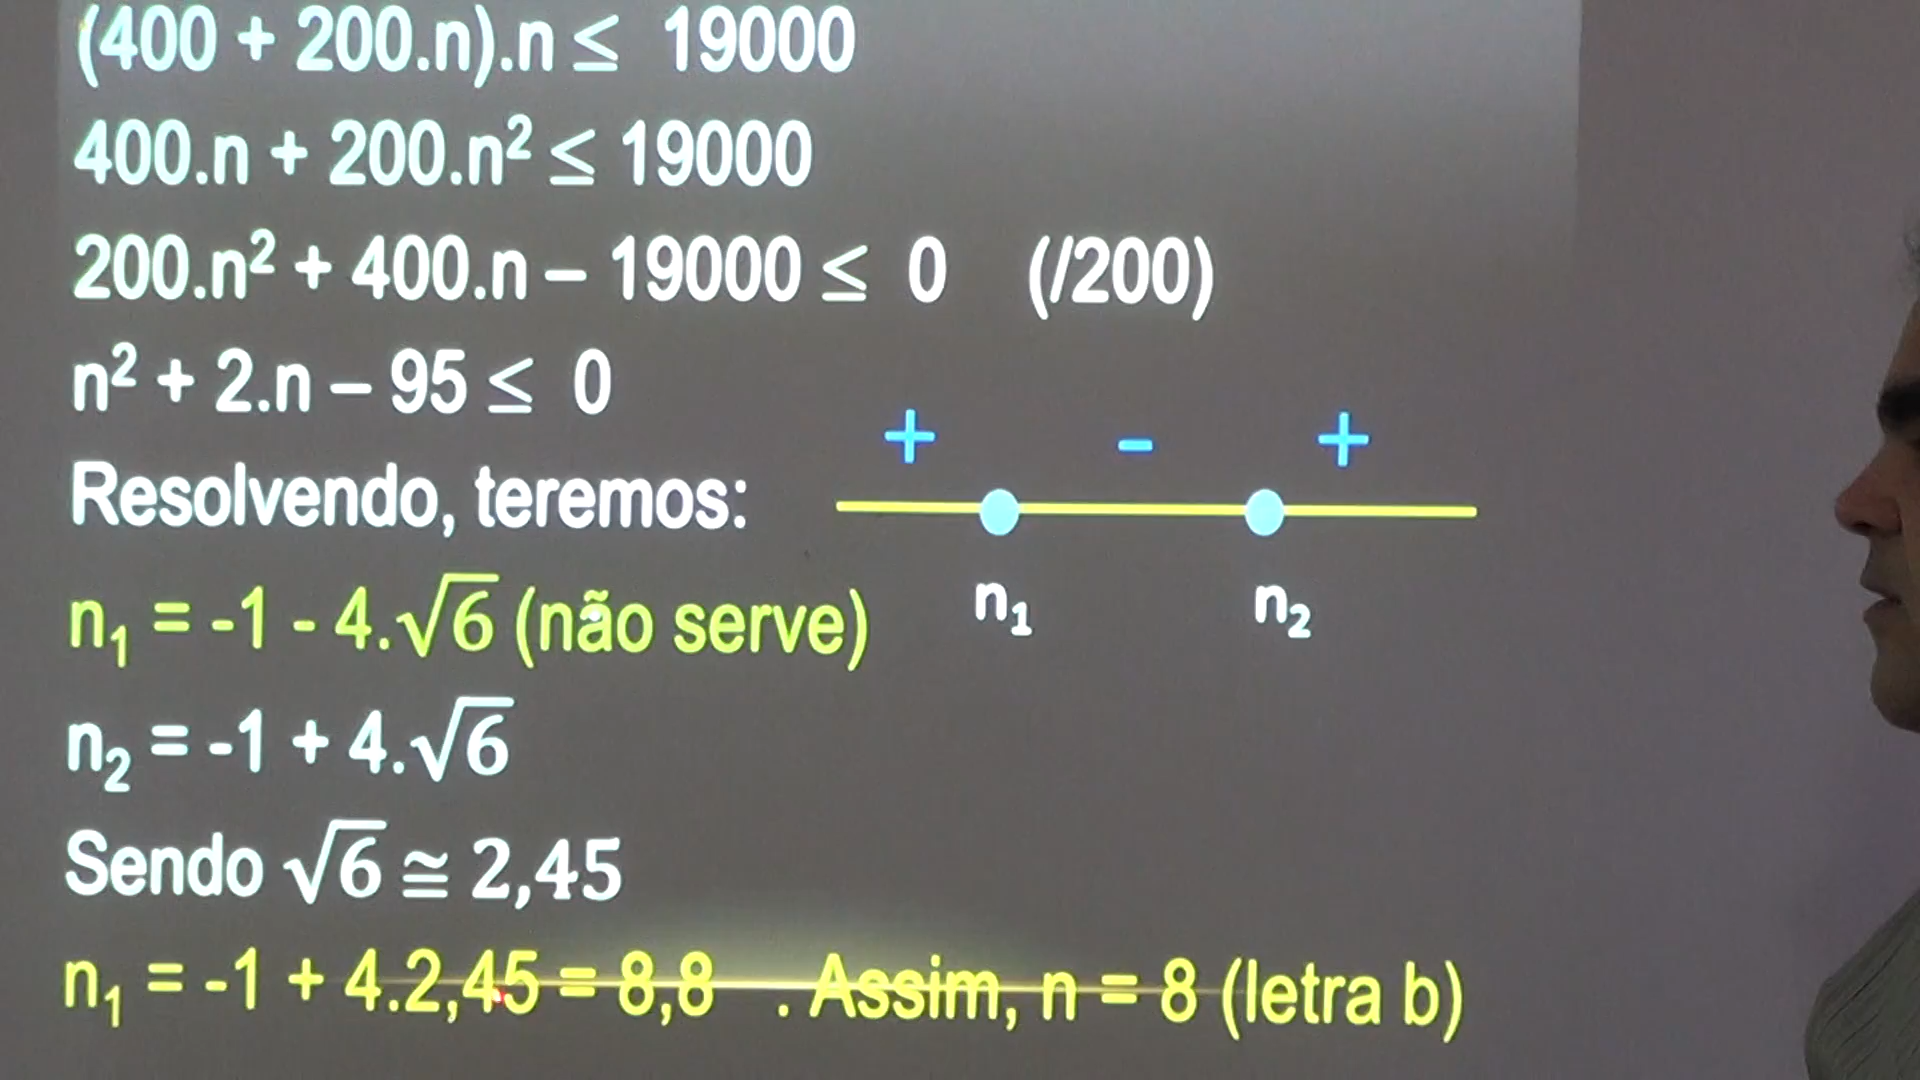 (400 + 200.n).n ≤ 19000
400.n + 200.n² ≤ 19000
200.n² + 400.n – 19000 ≤ 0 (/200)
n² + 2.n – 95 ≤ 0
+ - +
Resolvendo, teremos:
n₁ = -1 - 4.√6 (não serve)
n₁ n₂
n₂ = -1 + 4.√6
Sendo √6 ≅ 2,45
n₁ = -1 + 4.2,45 = 8,8 . Assim, n = 8 (letra b)